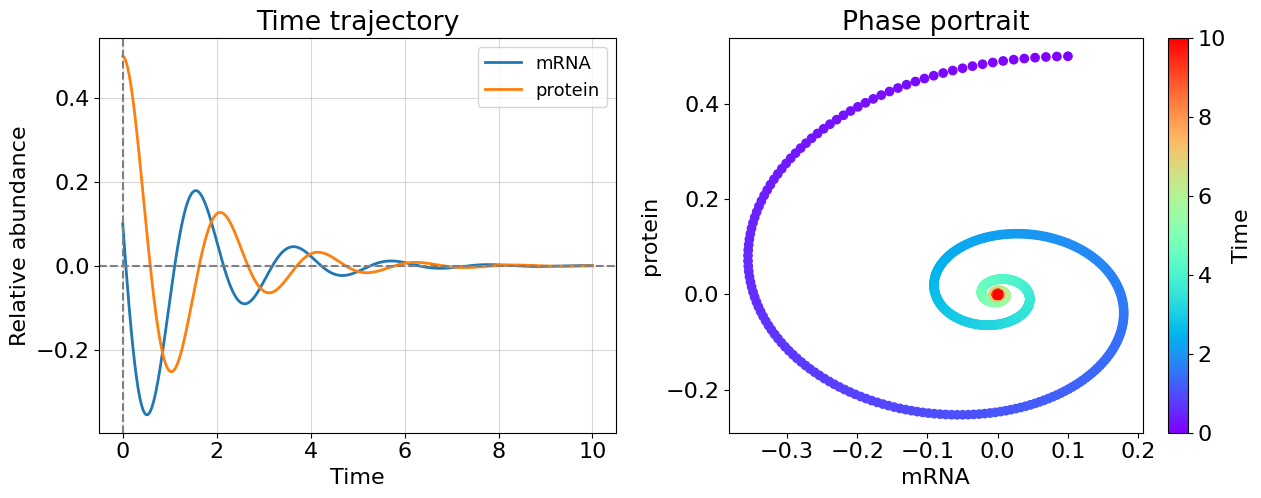 Time trajectory
Relative abundance
0.4
0.2
0.0
−0.2
0 2 4 6 8 10
Time
mRNA
protein
Phase portrait
protein
0.4
0.2
0.0
−0.2
−0.3 −0.2 −0.1 0.0 0.1 0.2
mRNA
10
8
6
4
2
0
Time